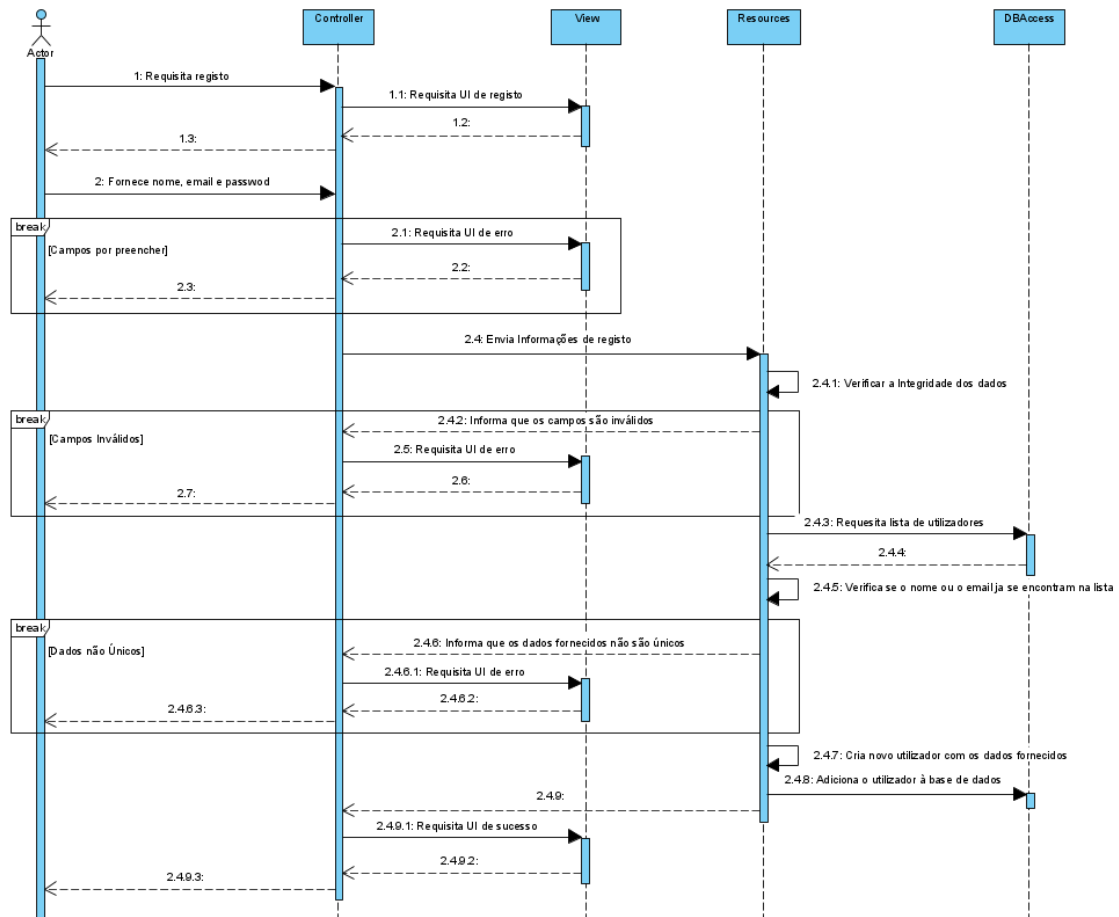 Controller
View
Resources
DBAccess
Actor
1: Requisita registo
1.1: Requisita UI de registo
1.2:
1.3:
2: Fornece nome, email e passwod
break
2.1: Requisita UI de erro
[Campos por preencher]
2.2:
2.3:
2.4: Envia Informações de registo
2.4.1: Verificar a Integridade dos dados
break
2.4.2: Informa que os campos são inválidos
[Campos Inválidos]
2.5: Requisita UI de erro
2.6:
2.7:
2.4.3: Requesita lista de utilizadores
2.4.4:
2.4.5: Verifica se o nome ou o email ja se encontram na lista
break
2.4.6: Informa que os dados fornecidos não são únicos
[Dados não Únicos]
2.4.6.1: Requisita UI de erro
2.4.6.2:
2.4.6.3:
2.4.7: Cria novo utilizador com os dados fornecidos
2.4.8: Adiciona o utilizador à base de dados
2.4.9:
2.4.9.1: Requisita UI de sucesso
2.4.9.2:
2.4.9.3: